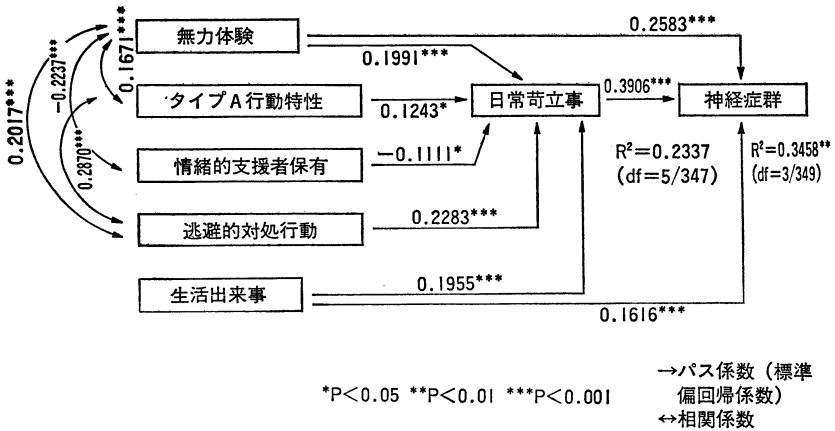 無力体験
タイプA行動特性
情緒的支援者保有
逃避的対処行動
生活出来事
日常苛立事
神経症群
0.2017***
−0.2237***
0.1671***
0.2870***
0.2583***
0.1991***
0.1243*
−0.1111*
0.2283***
0.1955***
0.1616***
0.3906***
R²=0.2337
(df=5/347)
R²=0.3458**
(df=3/349)
*P<0.05 **P<0.01 ***P<0.001
→パス係数（標準
偏回帰係数）
↔相関係数